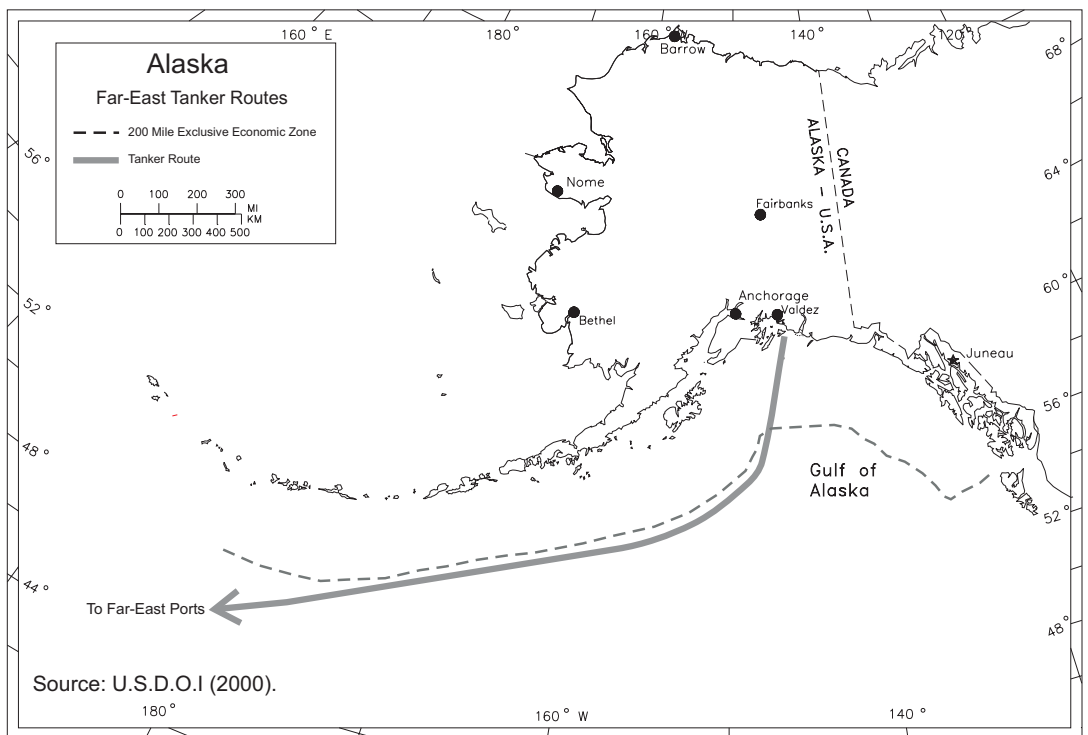 160 ° E
180 °
160 ° W
140 °
120 °
68 °
Alaska
Far-East Tanker Routes
200 Mile Exclusive Economic Zone
Tanker Route
0 100 200 300
MI
KM
0 100 200 300 400 500
Barrow
56 °
CANADA
ALASKA - U.S.A.
64 °
Nome
Fairbanks
60 °
52 °
Anchorage
Valdez
Bethel
Juneau
56 °
48 °
Gulf of
Alaska
52 °
44 °
To Far-East Ports
48 °
Source: U.S.D.O.I (2000).
180 °
160 ° W
140 °